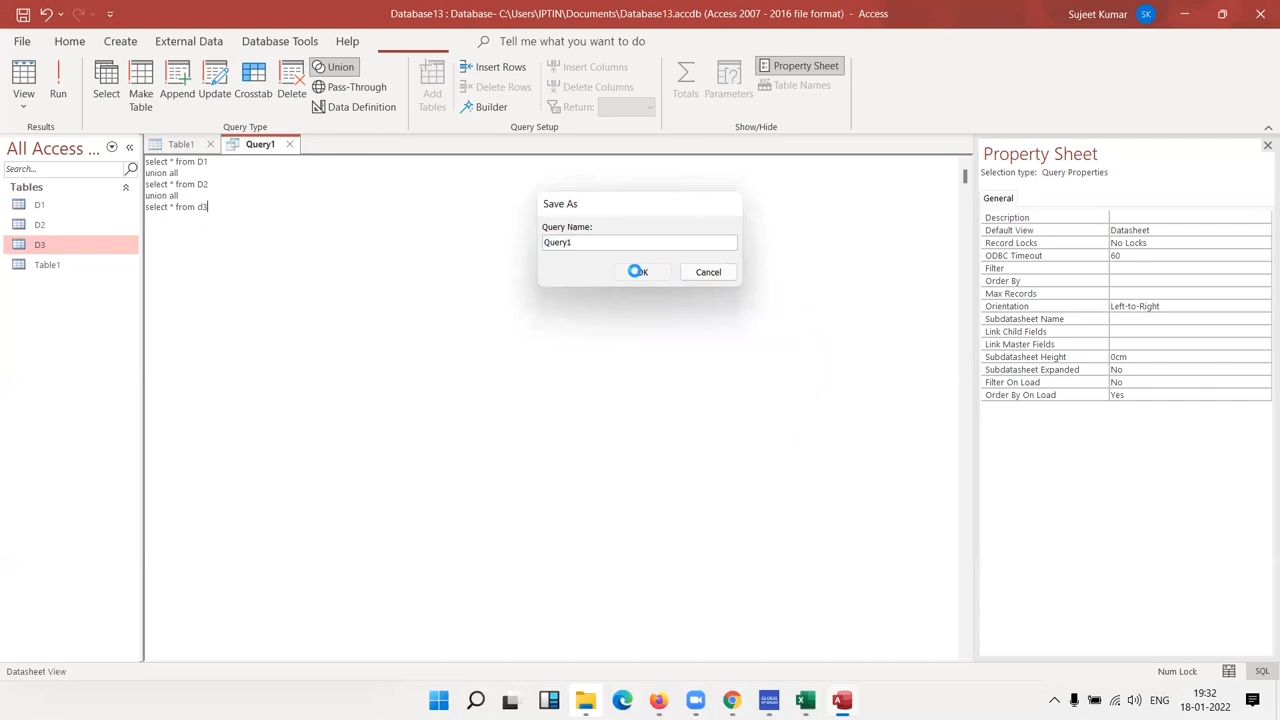 Database13 : Database- C:\Users\IPTIN\Documents\Database13.accdb (Access 2007 - 2016 file format) - Access
Sujeet Kumar
SK
File
Home
Create
External Data
Database Tools
Help
Tell me what you want to do
View
Run
Select
Make Table
Append
Update
Crosstab
Delete
Union
Pass-Through
Data Definition
Add Tables
Insert Rows
Delete Rows
Builder
Insert Columns
Delete Columns
Return:
Totals
Parameters
Property Sheet
Table Names
Results
Query Type
Query Setup
Show/Hide
All Access ...
Search...
Tables
D1
D2
D3
Table1
Table1
Query1
select * from D1
union all
select * from D2
union all
select * from d3
Save As
Query Name:
Query1
OK
Cancel
Property Sheet
Selection type: Query Properties
General
Description
Default View Datasheet
Record Locks No Locks
ODBC Timeout 60
Filter
Order By
Max Records
Orientation Left-to-Right
Subdatasheet Name
Link Child Fields
Link Master Fields
Subdatasheet Height 0cm
Subdatasheet Expanded No
Filter On Load No
Order By On Load Yes
Datasheet View
Num Lock
SQL
ENG
19:32
18-01-2022